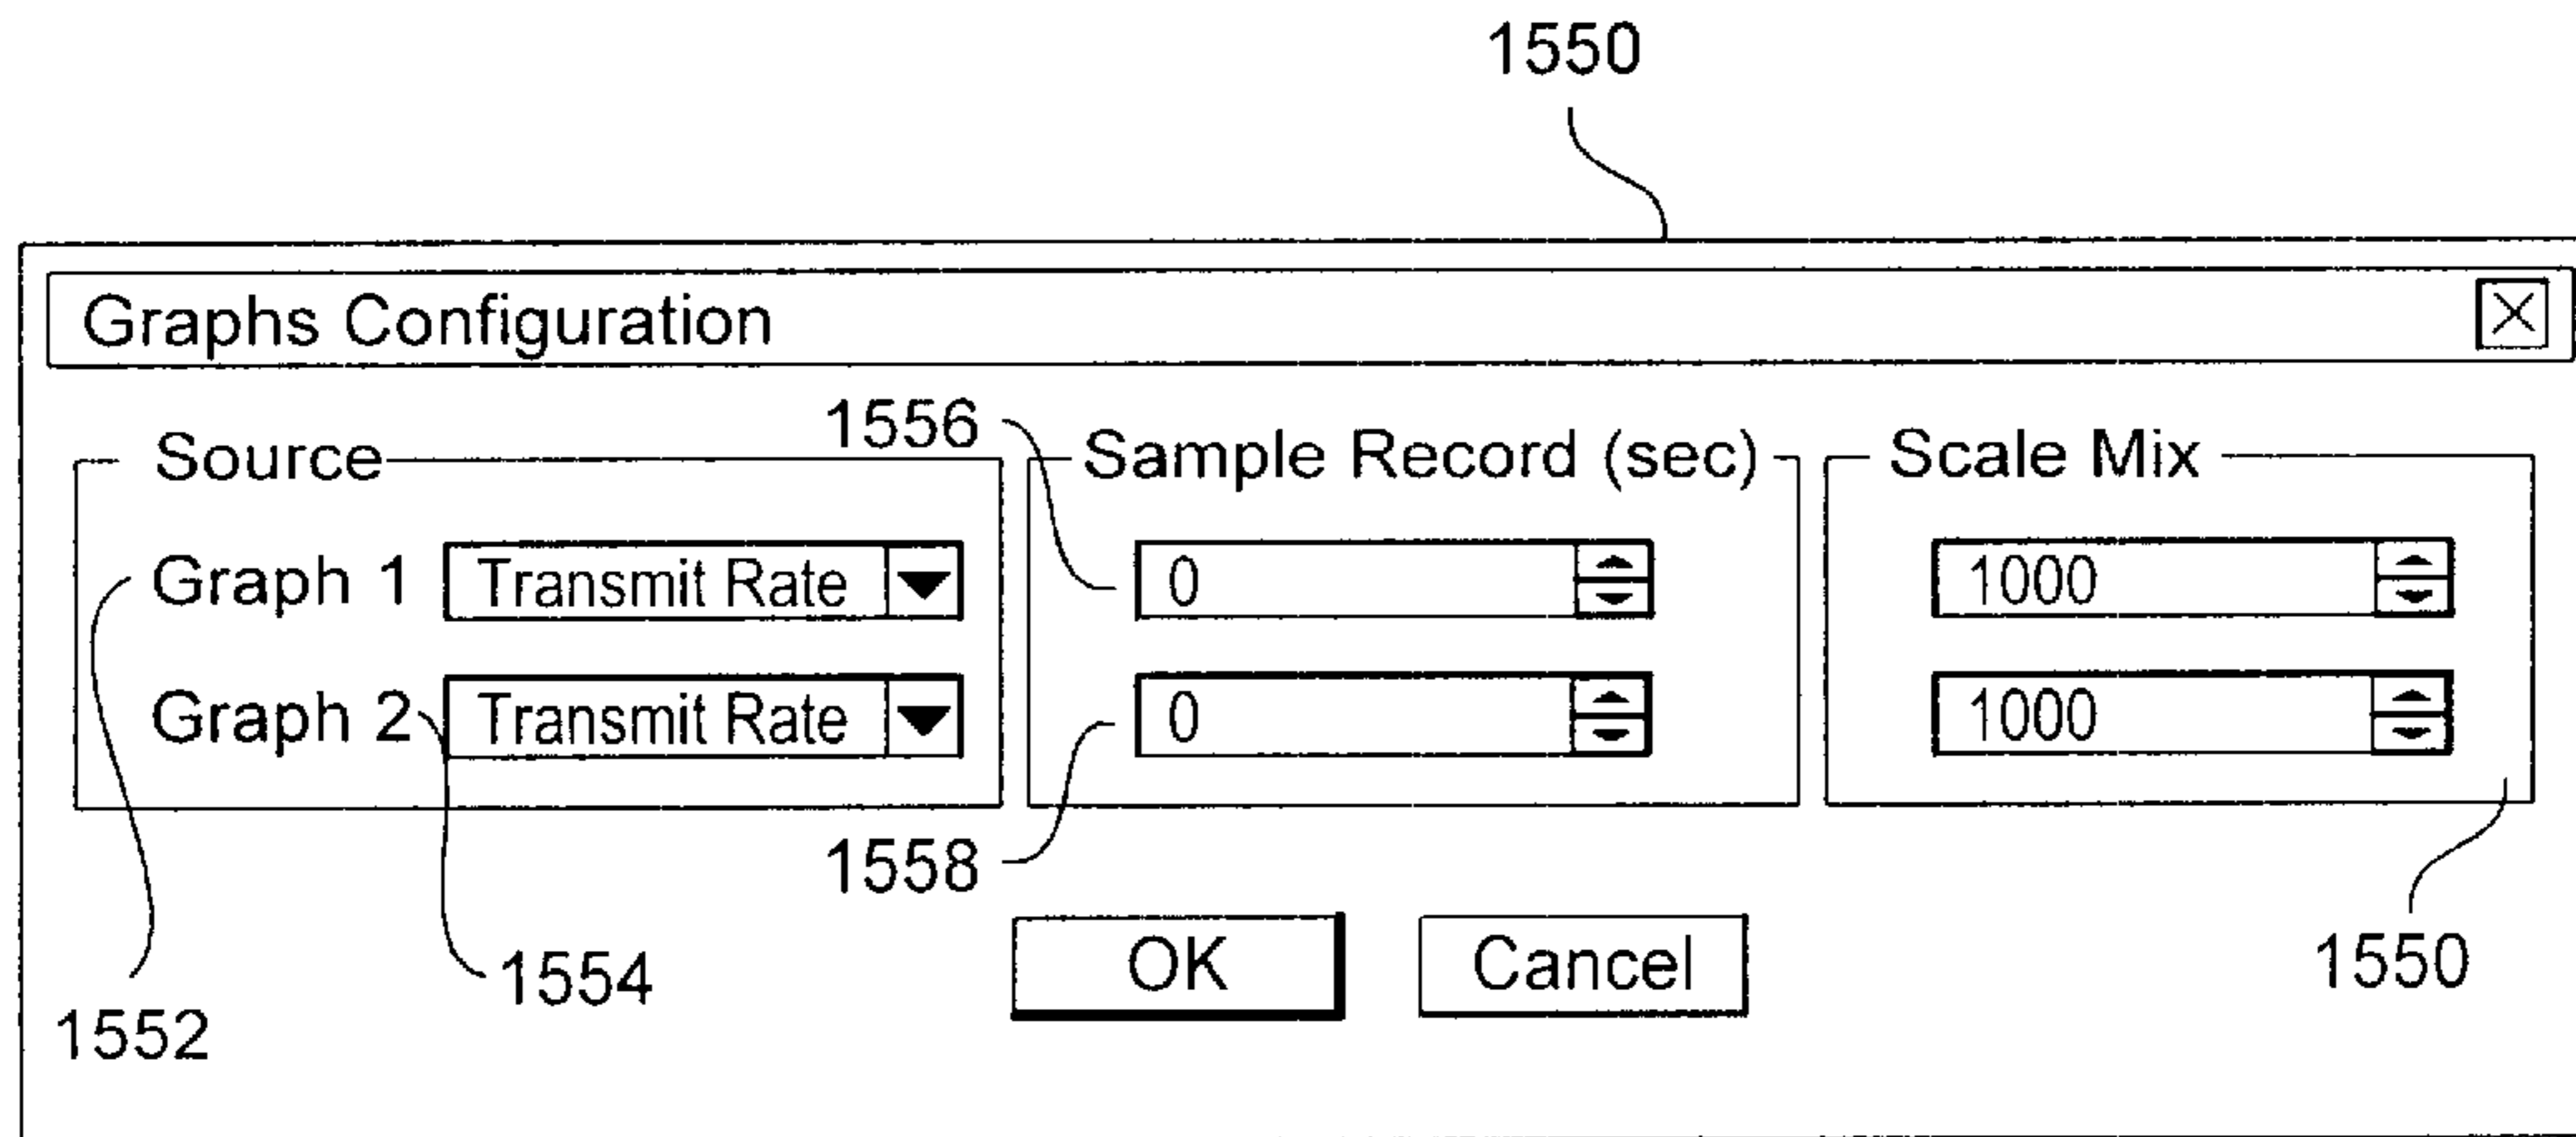 1550
Graphs Configuration
1556
Source
Sample Record (sec)
Scale Mix
Graph 1 Transmit Rate 0 1000
Graph 2 Transmit Rate 0 1000
1558
OK Cancel
1550
1554
1552